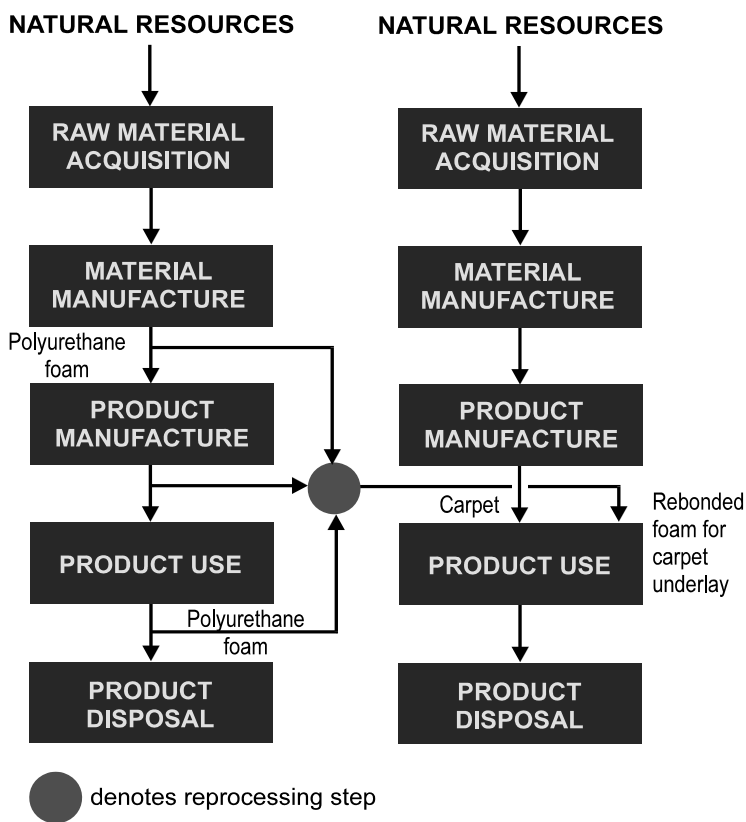 NATURAL RESOURCES
RAW MATERIAL
ACQUISITION
MATERIAL
MANUFACTURE
Polyurethane
foam
PRODUCT
MANUFACTURE
PRODUCT USE
Polyurethane
foam
PRODUCT
DISPOSAL
NATURAL RESOURCES
RAW MATERIAL
ACQUISITION
MATERIAL
MANUFACTURE
PRODUCT
MANUFACTURE
Carpet
Rebonded
foam for
carpet
underlay
PRODUCT USE
PRODUCT
DISPOSAL
denotes reprocessing step